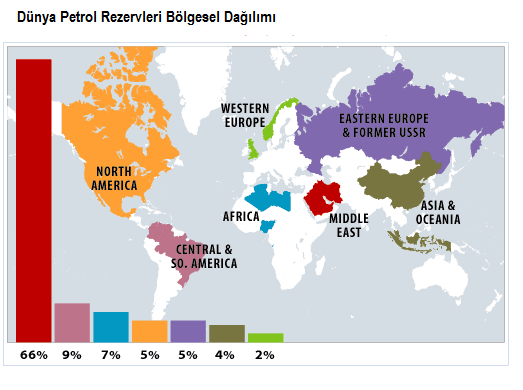 Dünya Petrol Rezervleri Bölgesel Dağılımı
WESTERN
EUROPE
EASTERN EUROPE
& FORMER USSR
NORTH
AMERICA
AFRICA
MIDDLE
EAST
ASIA &
OCEANIA
CENTRAL &
SO. AMERICA
66% 9% 7% 5% 5% 4% 2%